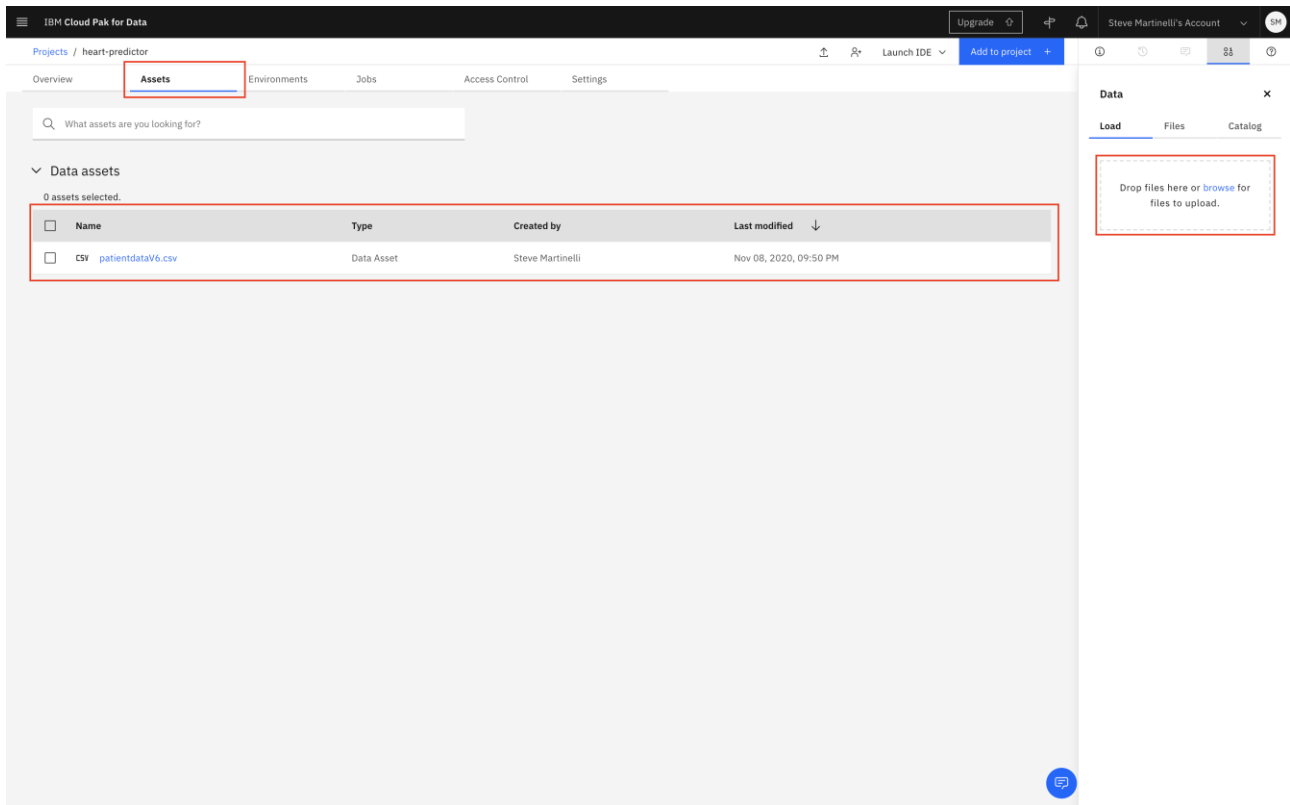 IBM Cloud Pak for Data
Upgrade
Steve Martinelli's Account
SM
Projects / heart-predictor
Launch IDE
Add to project +
Overview
Assets
Environments
Jobs
Access Control
Settings
What assets are you looking for?
Data assets
0 assets selected.
Name Type Created by Last modified
CSV patientdataV6.csv Data Asset Steve Martinelli Nov 08, 2020, 09:50 PM
Data
Load
Files
Catalog
Drop files here or browse for
files to upload.